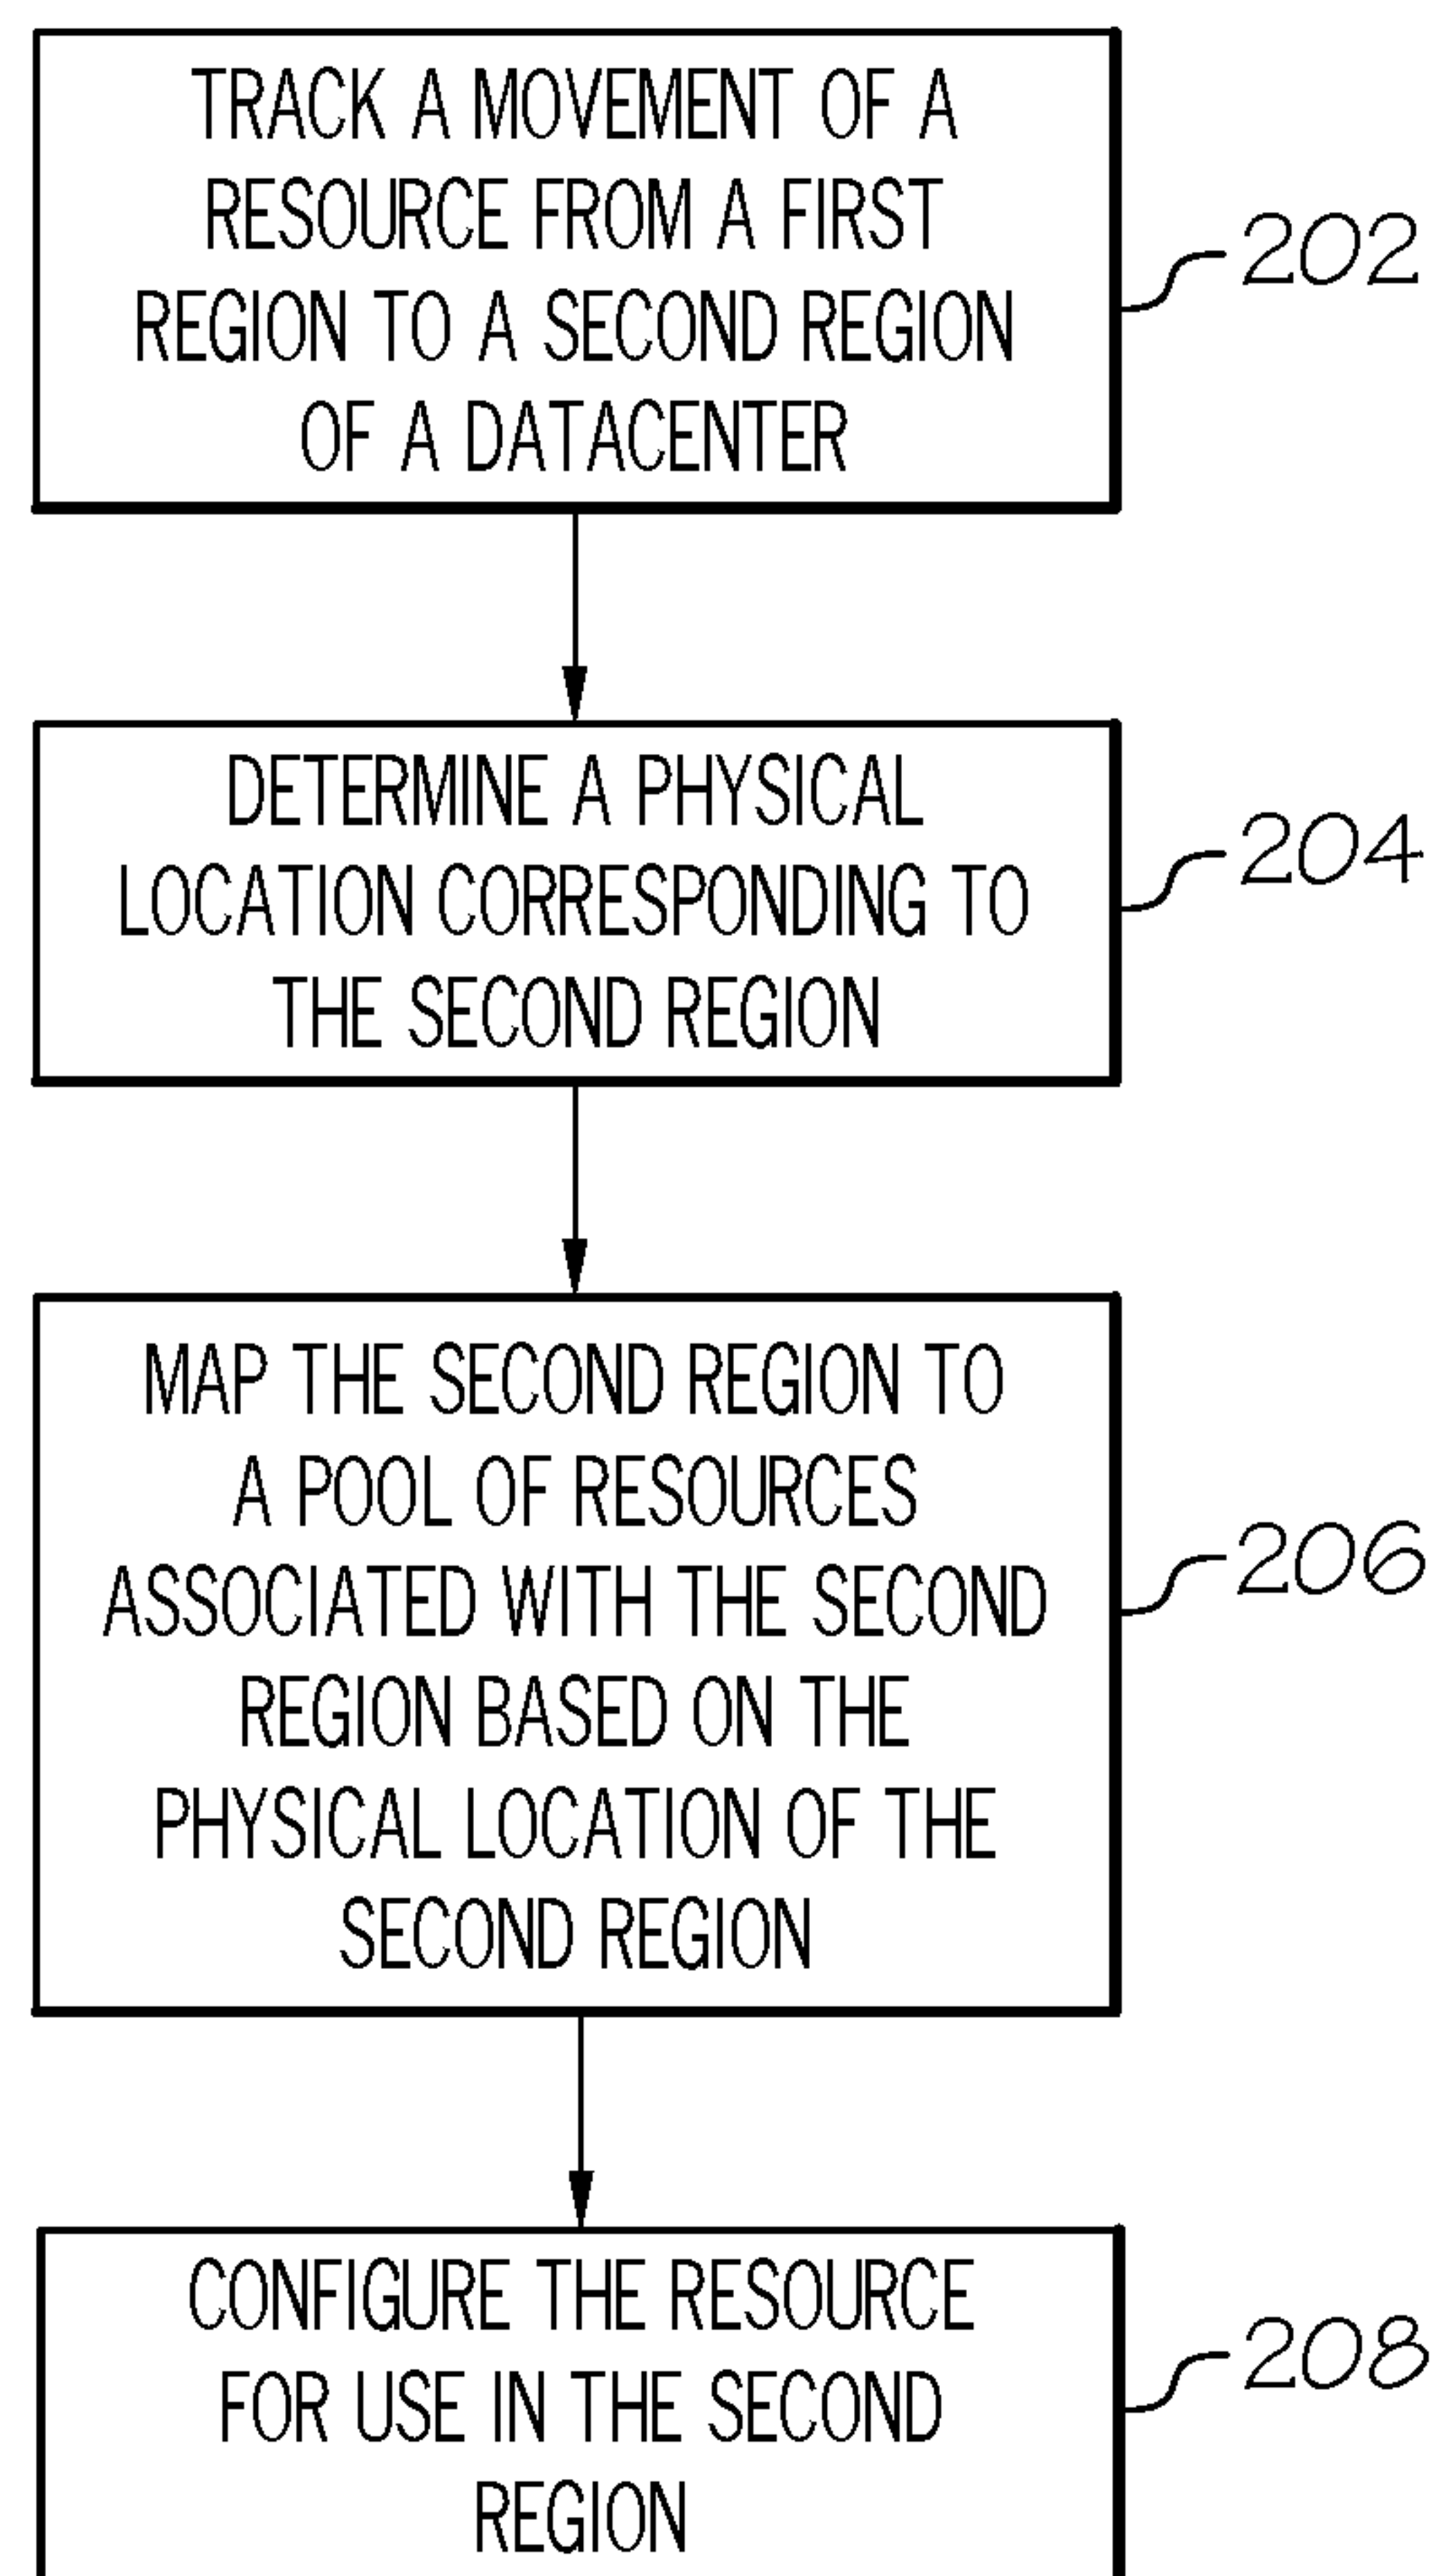 TRACK A MOVEMENT OF A
RESOURCE FROM A FIRST
REGION TO A SECOND REGION
OF A DATACENTER
202
DETERMINE A PHYSICAL
LOCATION CORRESPONDING TO
THE SECOND REGION
204
MAP THE SECOND REGION TO
A POOL OF RESOURCES
ASSOCIATED WITH THE SECOND
REGION BASED ON THE
PHYSICAL LOCATION OF THE
SECOND REGION
206
CONFIGURE THE RESOURCE
FOR USE IN THE SECOND
REGION
208